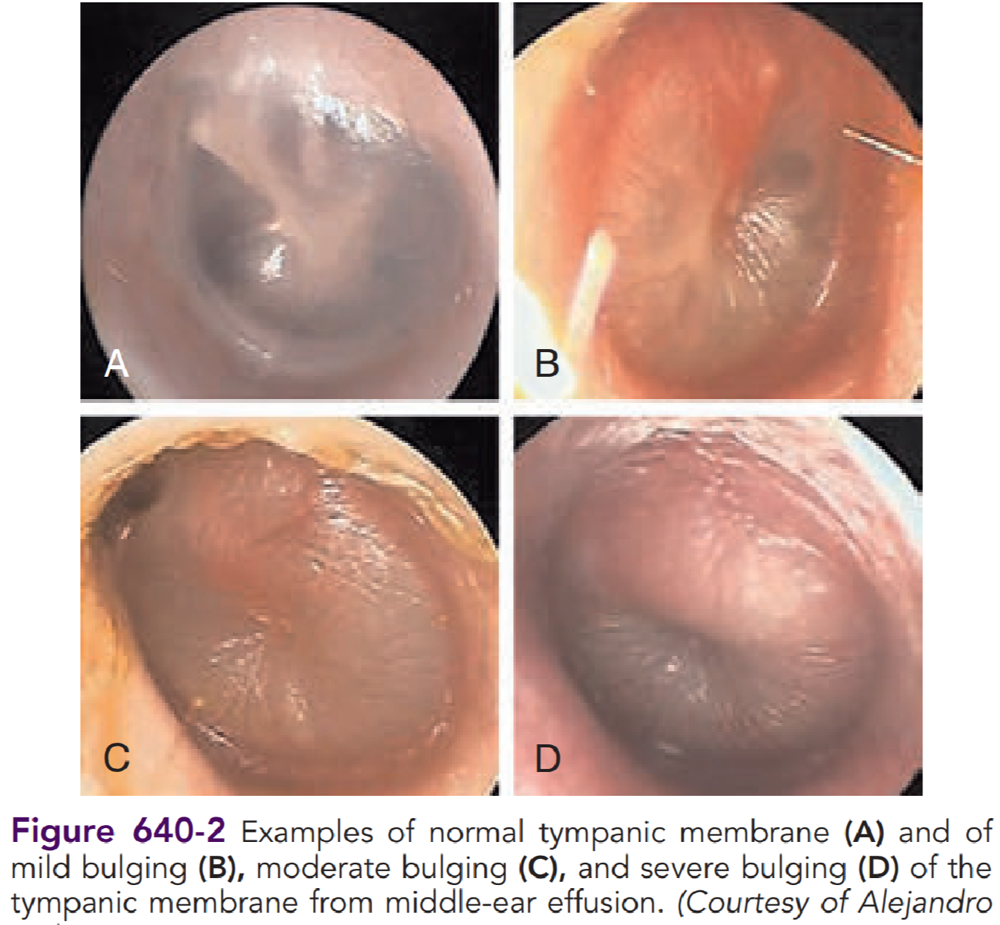 A
B
C
D
Figure 640-2 Examples of normal tympanic membrane (A) and of
mild bulging (B), moderate bulging (C), and severe bulging (D) of the
tympanic membrane from middle-ear effusion. (Courtesy of Alejandro